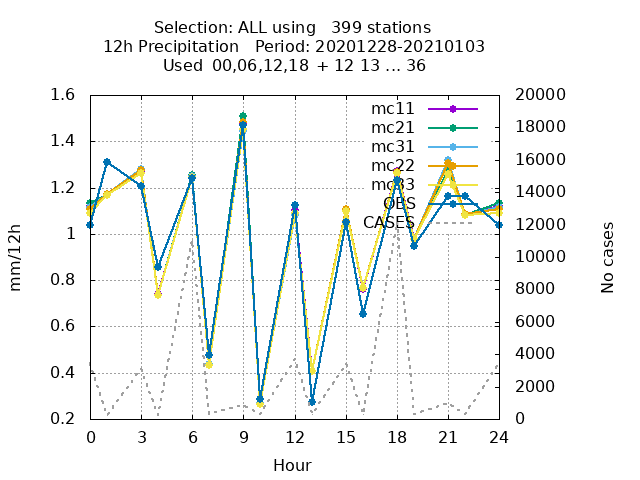 Selection: ALL using 399 stations
12h Precipitation Period: 20201228-20210103
Used 00,06,12,18 + 12 13 ... 36
mc11
mc21
mc31
mc22
mc33
OBS
CASES
1.6
1.4
1.2
1
0.8
0.6
0.4
0.2
20000
18000
16000
14000
12000
10000
8000
6000
4000
2000
0
mm/12h
No cases
0 3 6 9 12 15 18 21 24
Hour